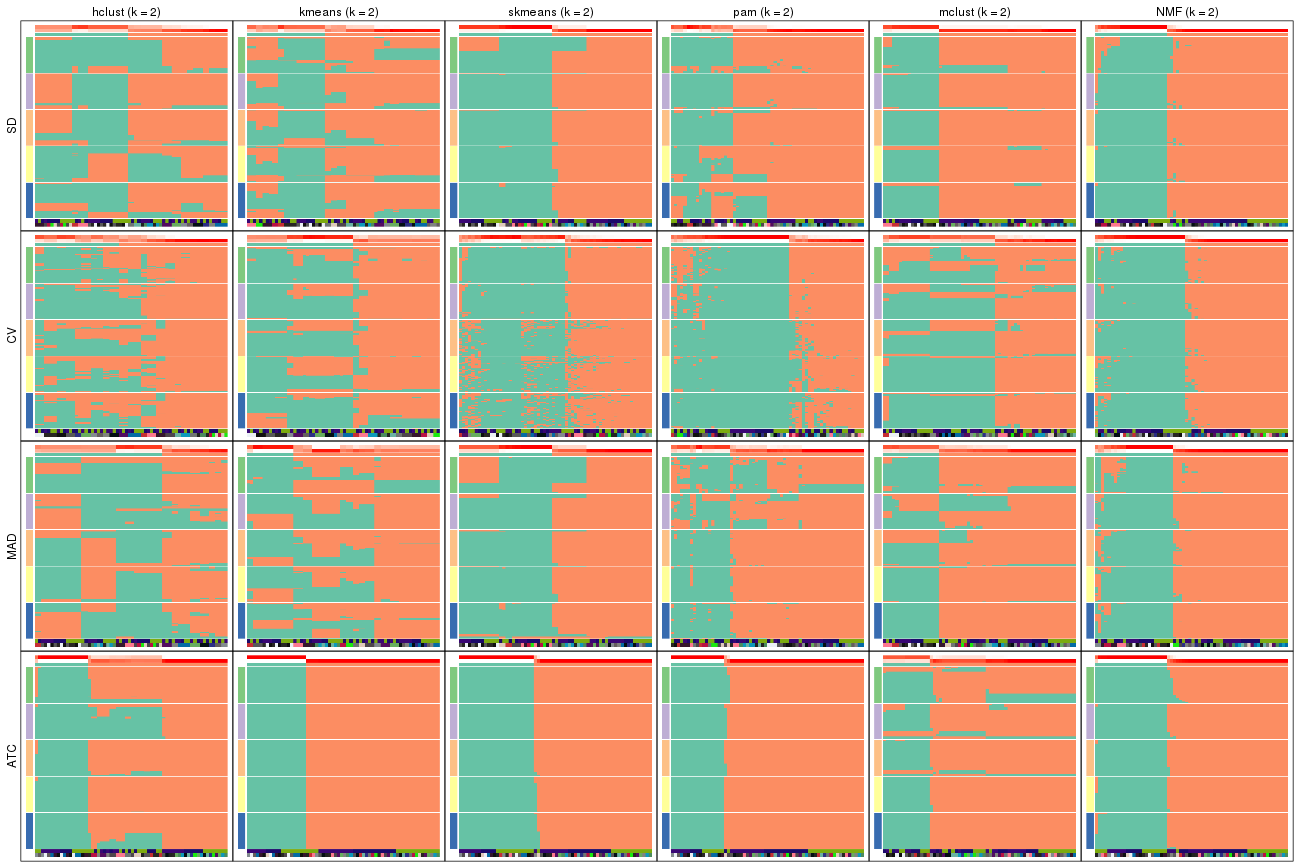 hclust (k = 2) kmeans (k = 2) skmeans (k = 2) pam (k = 2) mclust (k = 2) NMF (k = 2)
SD
CV
MAD
ATC